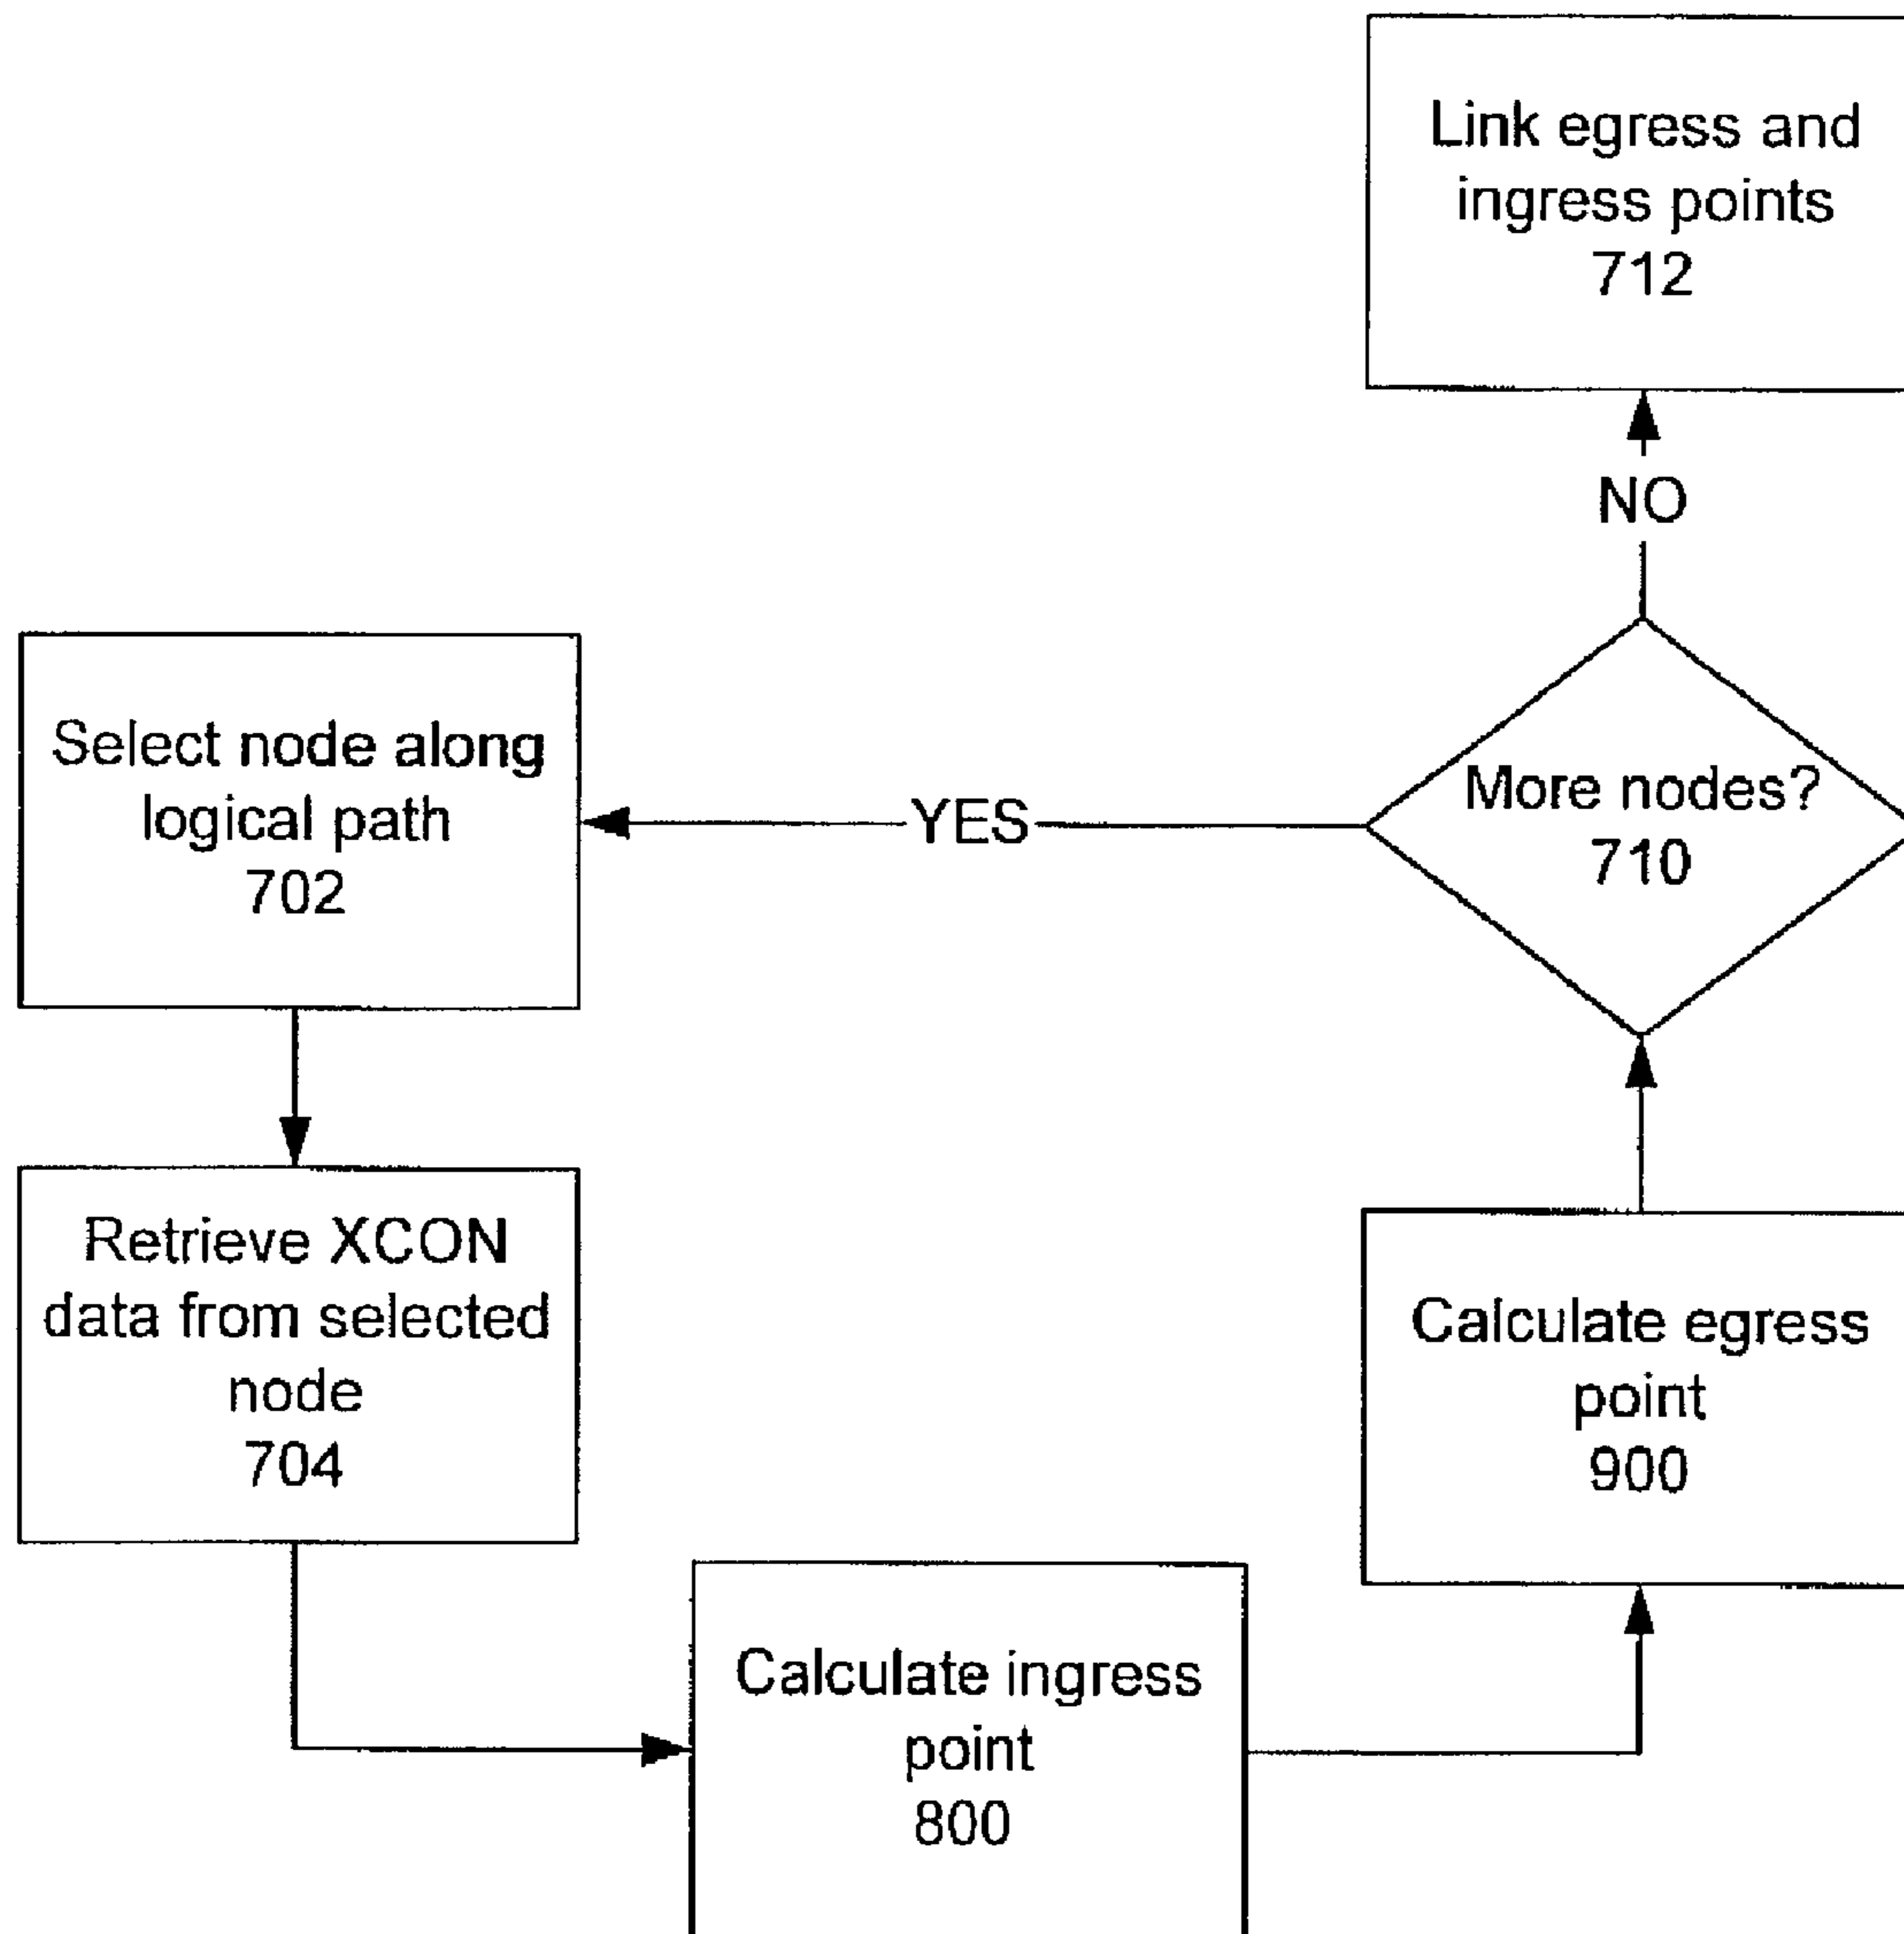 Link egress and
ingress points
712
NO
Select node along
logical path
702
YES
More nodes?
710
Retrieve XCON
data from selected
node
704
Calculate egress
point
900
Calculate ingress
point
800